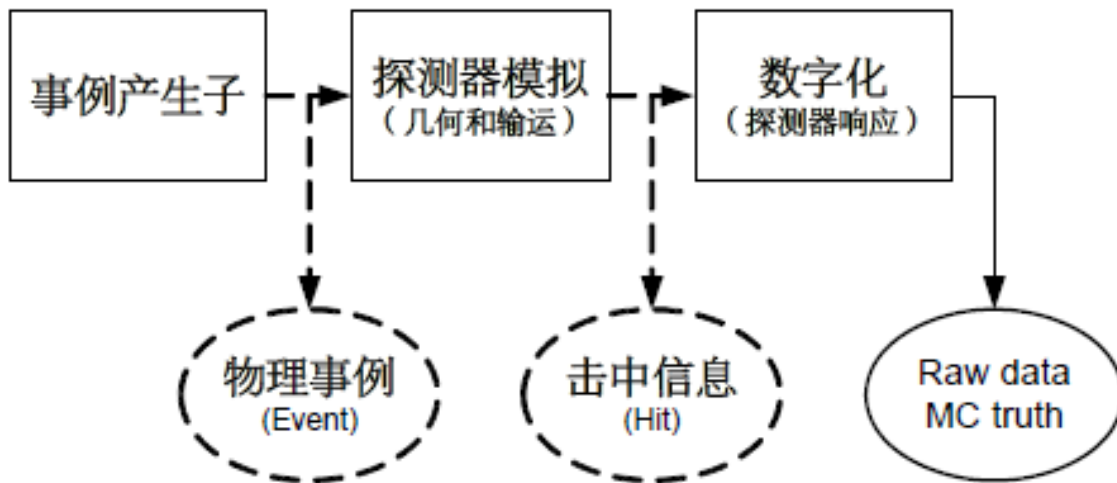 事例产生子
探测器模拟
（几何和输运）
数字化
（探测器响应）
物理事例
(Event)
击中信息
(Hit)
Raw data
MC truth